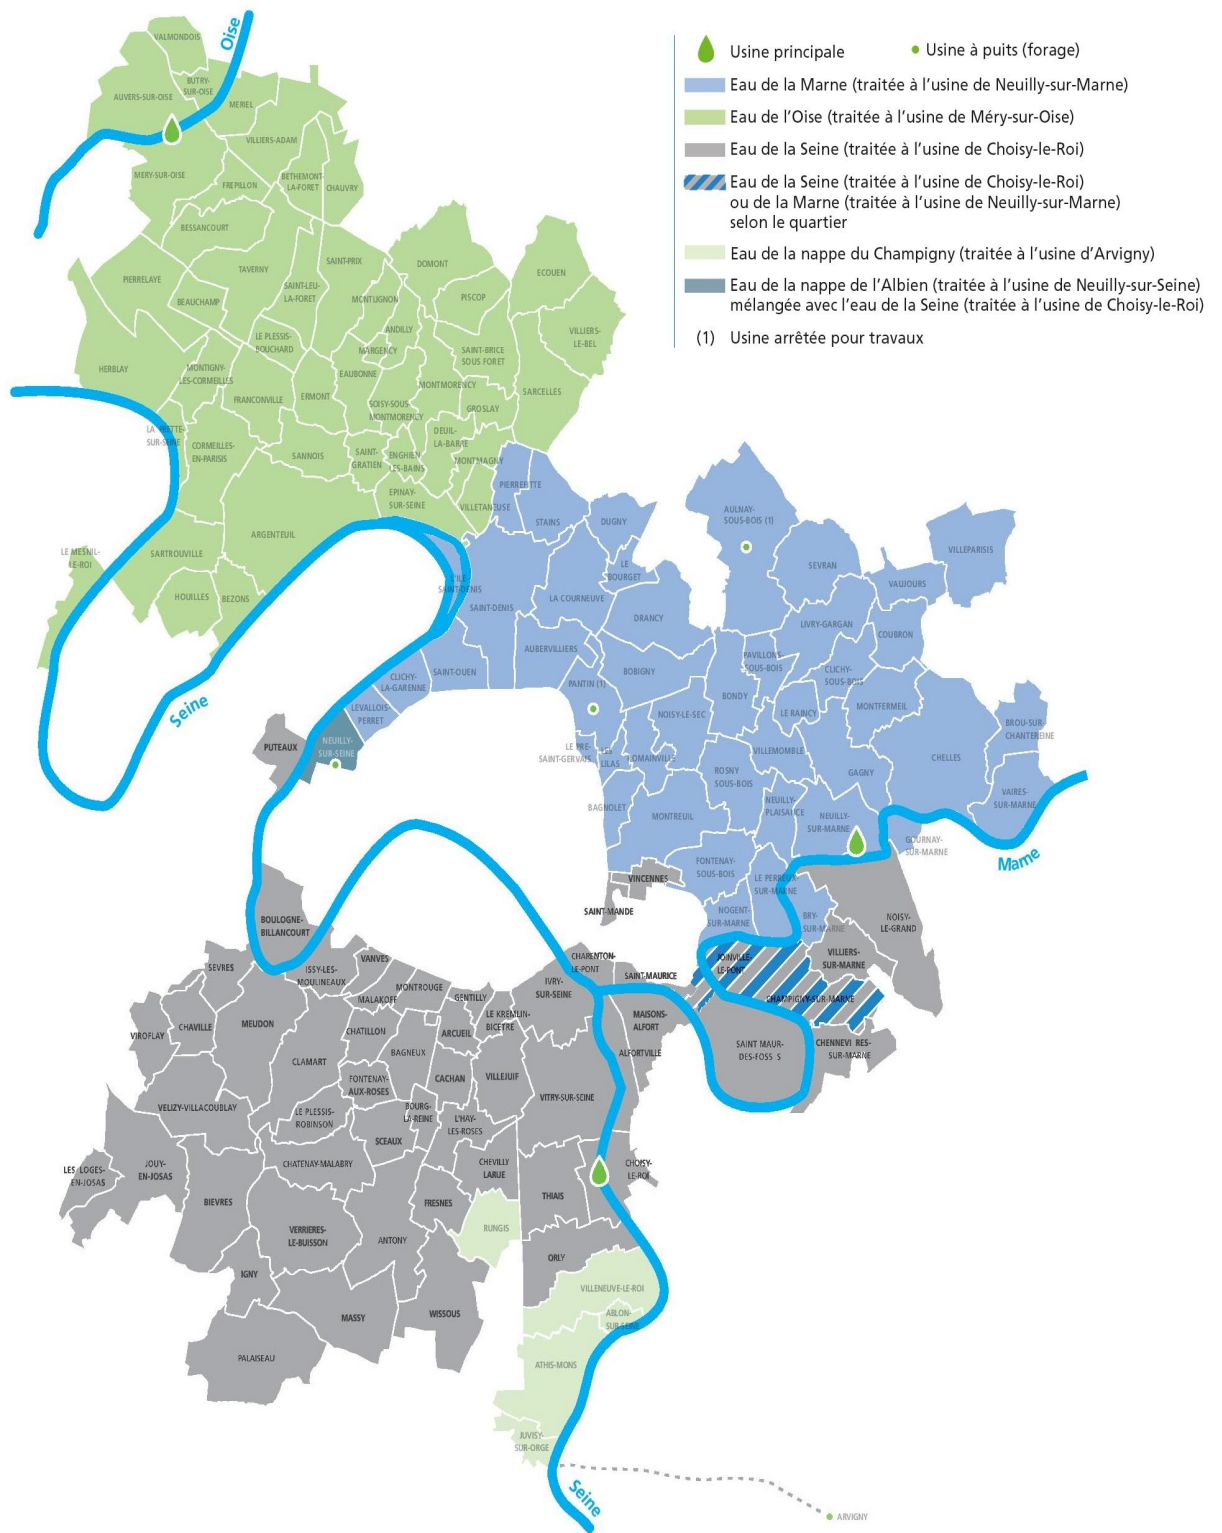 Usine principale
Usine à puits (forage)
Eau de la Marne (traitée à l'usine de Neuilly-sur-Marne)
Eau de l'Oise (traitée à l'usine de Méry-sur-Oise)
Eau de la Seine (traitée à l'usine de Choisy-le-Roi)
Eau de la Seine (traitée à l'usine de Choisy-le-Roi)
ou de la Marne (traitée à l'usine de Neuilly-sur-Marne)
selon le quartier
Eau de la nappe du Champigny (traitée à l'usine d'Arvigny)
Eau de la nappe de l'Albien (traitée à l'usine de Neuilly-sur-Seine)
mélangée avec l'eau de la Seine (traitée à l'usine de Choisy-le-Roi)
(1) Usine arrêtée pour travaux
Oise
VALMONDOIS
BUTRY-
SUR-OISE
AUVERS-SUR-OISE
MERIEL
VILLIERS-ADAM
MERY-SUR-OISE
FREPILLON
BETHEMONT-
LA-FORET
CHAUVRY
BESSANCOURT
PIERRELAYE
TAVERNY
SAINT-PRIX
DOMONT
ECOUEN
BEAUCHAMP
SAINT-LEU-
LA-FORET
MONTLIGNON
PISCOP
ANDILLY
VILLIERS-
LE-BEL
LE PLESSIS-
BOUCHARD
MARGENCY
SAINT-BRICE
SOUS FORET
HERBLAY
MONTIGNY-
LES-CORMEILLES
EAUBONNE
MONTMORENCY
SARCELLES
FRANCONVILLE
ERMONT
SOISY-SOUS-
MONTMORENCY
GROSLAY
LA FRETTE-
SUR-SEINE
CORMEILLES-
EN-PARISIS
SANNOIS
SAINT-
GRATIEN
ENGHIEN
LES-BAINS
DEUIL-
LA-BARRE
MONTMAGNY
EPINAY-
SUR-SEINE
VILLETANEUSE
ARGENTEUIL
SARTROUVILLE
LE MESNIL-
LE-ROI
HOUILLES
BEZONS
Seine
PIERREFITTE
STAINS
DUGNY
AULNAY-
SOUS-BOIS (1)
VILLEPARISIS
LE
BOURGET
SEVRAN
VAUJOURS
L'ILE
SAINT-DENIS
SAINT-DENIS
LA COURNEUVE
DRANCY
LIVRY-GARGAN
COUBRON
AUBERVILLIERS
BOBIGNY
PAVILLONS-
SOUS-BOIS
CLICHY-
SOUS-BOIS
SAINT-OUEN
CLICHY-
LA-GARENNE
PANTIN (1)
BONDY
LEVALLOIS-
PERRET
NOISY-LE-SEC
LE RAINCY
MONTFERMEIL
BROU-SUR-
CHANTEREINE
PUTEAUX
NEUILLY-
SUR-SEINE
LE PRE-
SAINT-GERVAIS
LES
LILAS
ROMAINVILLE
VILLEMOMBLE
CHELLES
ROSNY
SOUS-BOIS
GAGNY
BAGNOLET
MONTREUIL
NEUILLY-
PLAISANCE
NEUILLY-
SUR-MARNE
VAIRES-
SUR-MARNE
GOURNAY-
SUR-MARNE
Marne
FONTENAY-
SOUS-BOIS
LE PERREUX
SUR-MARNE
VINCENNES
SAINT-MANDE
NOGENT-
SUR-MARNE
BRY-
SUR-MARNE
NOISY-
LE-GRAND
VILLIERS-
SUR-MARNE
JOINVILLE-
LE-PONT
CHAMPIGNY-SUR-MARNE
BOULOGNE-
BILLANCOURT
CHARENTON-
LE-PONT
SAINT-MAURICE
SEVRES
ISSY-LES-
MOULINEAUX
VANVES
MALAKOFF
MONTROUGE
GENTILLY
IVRY-
SUR-SEINE
MAISONS-
ALFORT
VIROFLAY
CHAVILLE
MEUDON
CHATILLON
ARCUEIL
LE KREMLIN-
BICETRE
ALFORTVILLE
SAINT MAUR-
DES-FOSS S
CHENNEVI RES-
SUR-MARNE
CLAMART
BAGNEUX
FONTENAY-
AUX-ROSES
CACHAN
VILLEJUIF
VITRY-SUR-SEINE
VELIZY-VILLACOUBLAY
LE PLESSIS-
ROBINSON
BOURG-
LA-REINE
L'HAY-
LES-ROSES
SCEAUX
LES LOGES-
EN-JOSAS
JOUY-
EN-JOSAS
CHATENAY-MALABRY
CHEVILLY
LARUE
CHOISY-
LE-ROI
BIEVRES
FRESNES
THIAIS
VERRIERES-
LE-BUISSON
ANTONY
RUNGIS
ORLY
IGNY
VILLENEUVE-LE-ROI
MASSY
WISSOUS
ABLON-
SUR-SEINE
PALAISEAU
ATHIS-MONS
JUVISY-
SUR-ORGE
Seine
ARVIGNY